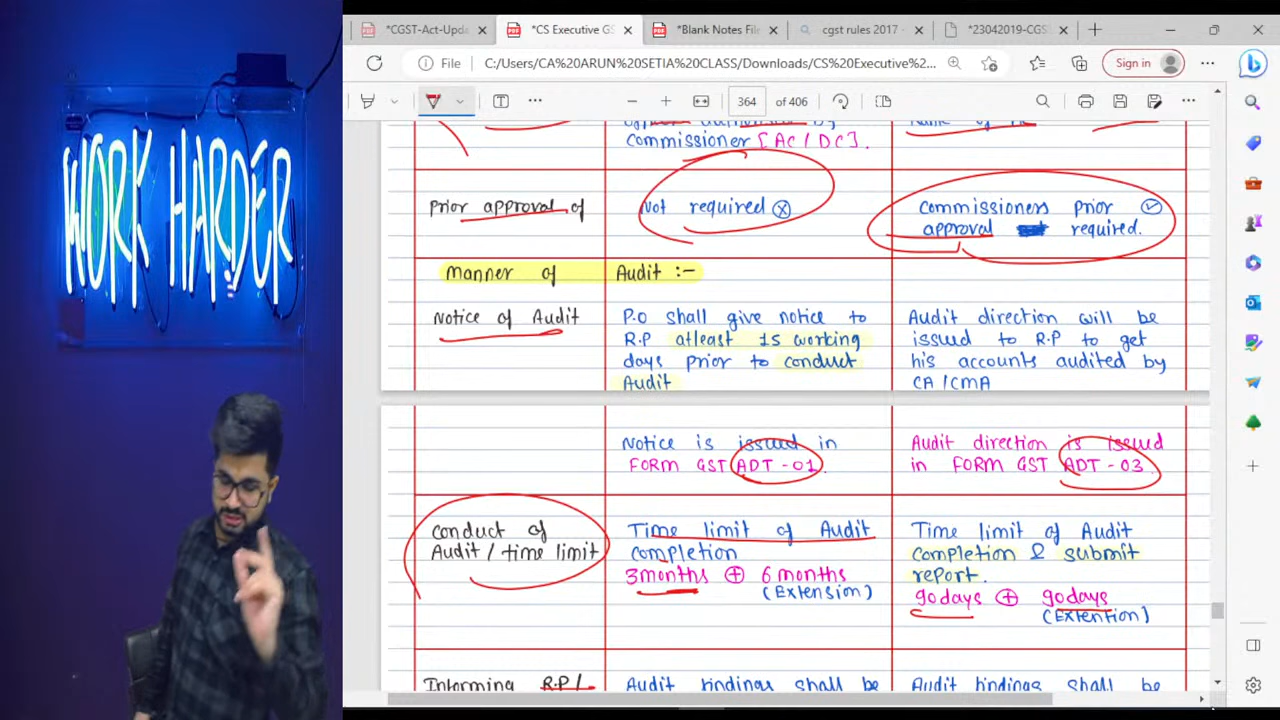 WORK
HARDER
*CGST-Act-Upda
*CS Executive GS
*Blank Notes File
cgst rules 2017 -
*23042019-CGS
File
C:/Users/CA%20ARUN%20SETIA%20CLASS/Downloads/CS%20Executive%2...
Sign in
364 of 406
commissioner [AC/DC].
Prior approval of
Not required
commissioners prior
approval required.
Manner of Audit :-
Notice of Audit
P.O shall give notice to
R.P atleast 15 working
days prior to conduct
Audit
Audit direction will be
issued to R.P to get
his accounts audited by
CA/CMA
Notice is issued in
FORM GST ADT-01.
Audit direction is issued
in FORM GST ADT-03.
Conduct of
Audit/time limit
Time limit of Audit
completion
3months + 6 months
(Extension)
Time limit of Audit
completion & submit
report.
90days + 90days
(Extention)
Informing R.P/
Audit findings shall be
Audit findings shall be